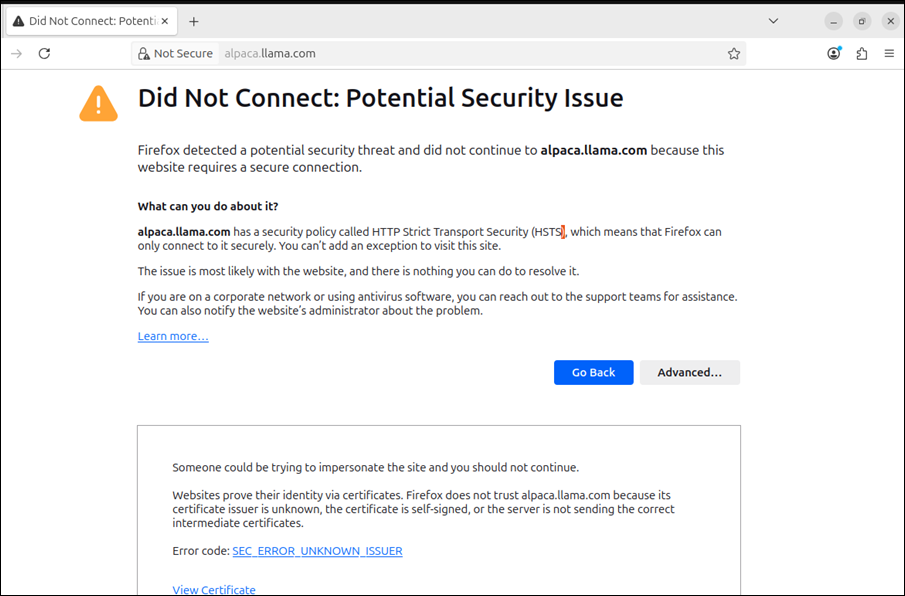 Did Not Connect: Potenti
Not Secure alpaca.llama.com
Did Not Connect: Potential Security Issue
Firefox detected a potential security threat and did not continue to alpaca.llama.com because this
website requires a secure connection.
What can you do about it?
alpaca.llama.com has a security policy called HTTP Strict Transport Security (HSTS), which means that Firefox can
only connect to it securely. You can’t add an exception to visit this site.
The issue is most likely with the website, and there is nothing you can do to resolve it.
If you are on a corporate network or using antivirus software, you can reach out to the support teams for assistance.
You can also notify the website’s administrator about the problem.
Learn more…
Go Back Advanced…
Someone could be trying to impersonate the site and you should not continue.
Websites prove their identity via certificates. Firefox does not trust alpaca.llama.com because its
certificate issuer is unknown, the certificate is self-signed, or the server is not sending the correct
intermediate certificates.
Error code: SEC_ERROR_UNKNOWN_ISSUER
View Certificate